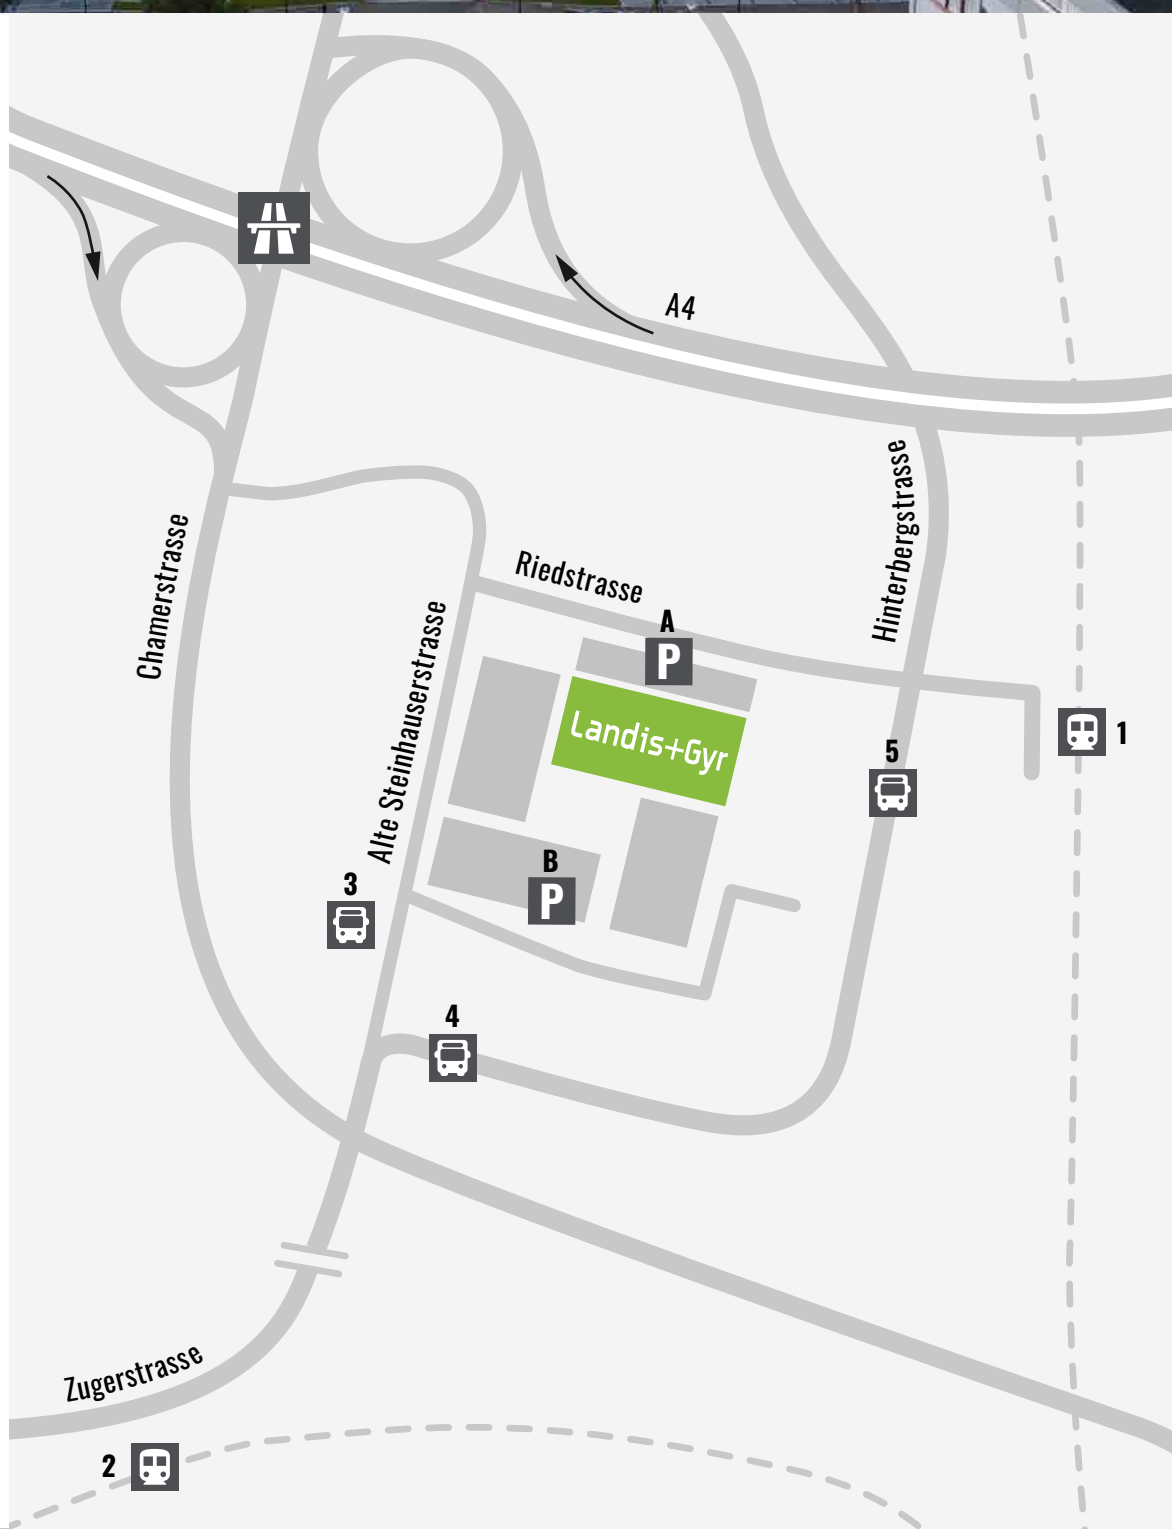 A4
Hinterbergstrasse
Chamerstrasse
Riedstrasse
Alte Steinhauserstrasse
A
P
Landis+Gyr
1
5
B
P
3
4
Zugerstrasse
2